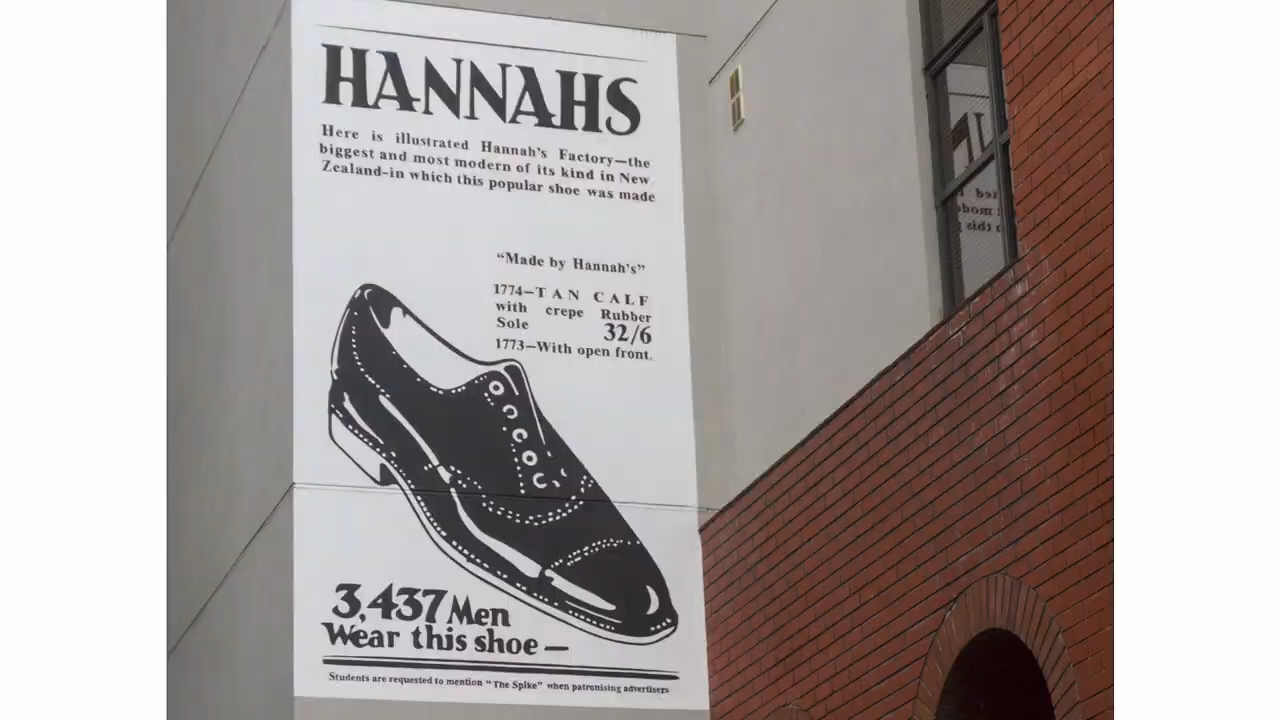 HANNAHS
Here is illustrated Hannah's Factory—the
biggest and most modern of its kind in New
Zealand-in which this popular shoe was made
"Made by Hannah's"
1774—TAN CALF
with crepe Rubber
Sole 32/6
1773—With open front.
3,437 Men
Wear this shoe —
Students are requested to mention "The Spike" when patronising advertisers